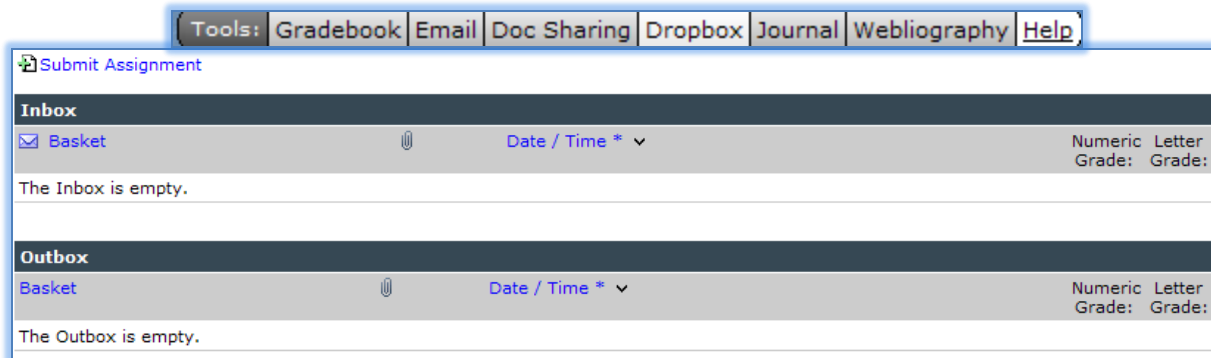 Tools: Gradebook Email Doc Sharing Dropbox Journal Webliography Help
Submit Assignment
Inbox
Basket Date / Time * Numeric Grade: Letter Grade:
The Inbox is empty.
Outbox
Basket Date / Time * Numeric Grade: Letter Grade:
The Outbox is empty.